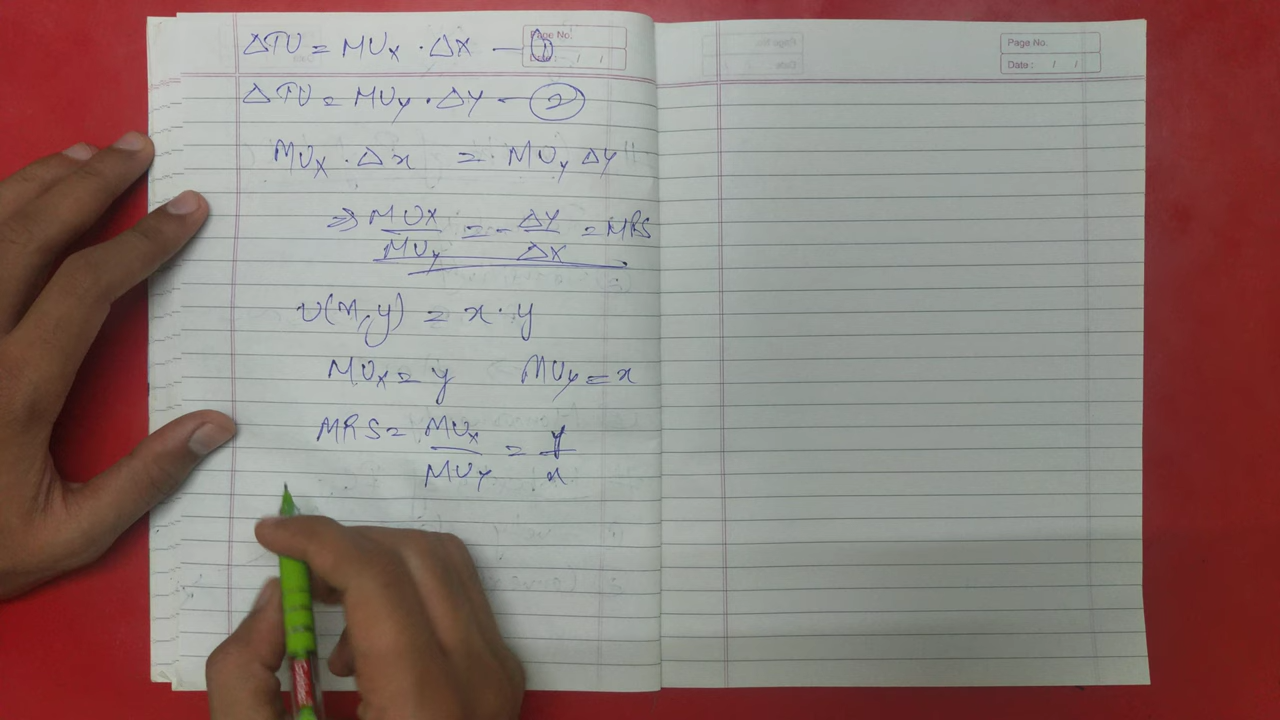 ΔTU = MUx · Δx — ①
Page No.
Date : / /
ΔTU = MUy · Δy — ②
MUx · Δx = MUy Δy
⇒ MUx / MUy = - Δy / Δx = MRS
U(x, y) = x · y
MUx = y MUy = x
MRS = MUx / MUy = y / x
Page No.
Date : / /